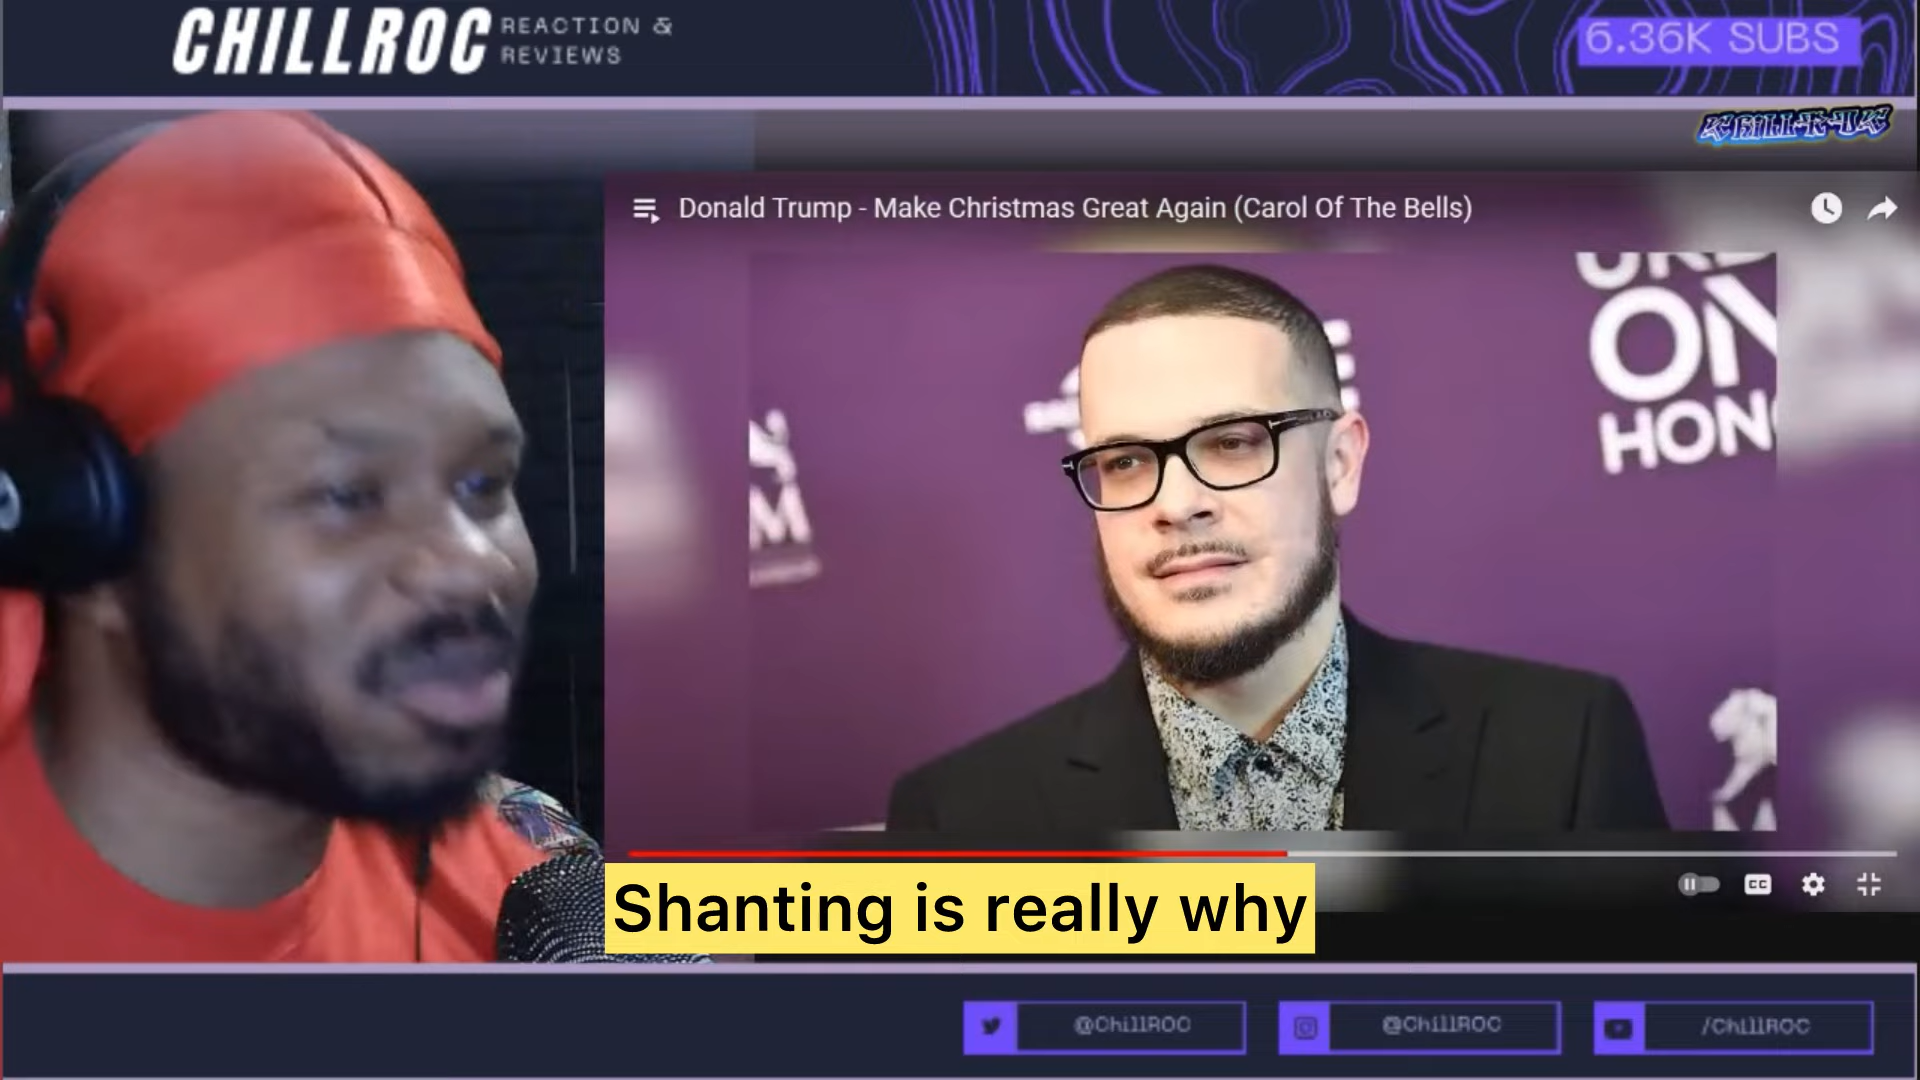 CHILLROC
REACTION &
REVIEWS
6.36K SUBS
Donald Trump - Make Christmas Great Again (Carol Of The Bells)
ON
HON
M
CC
Shanting is really why
@ChillROC
@ChillROC
/ChillROC